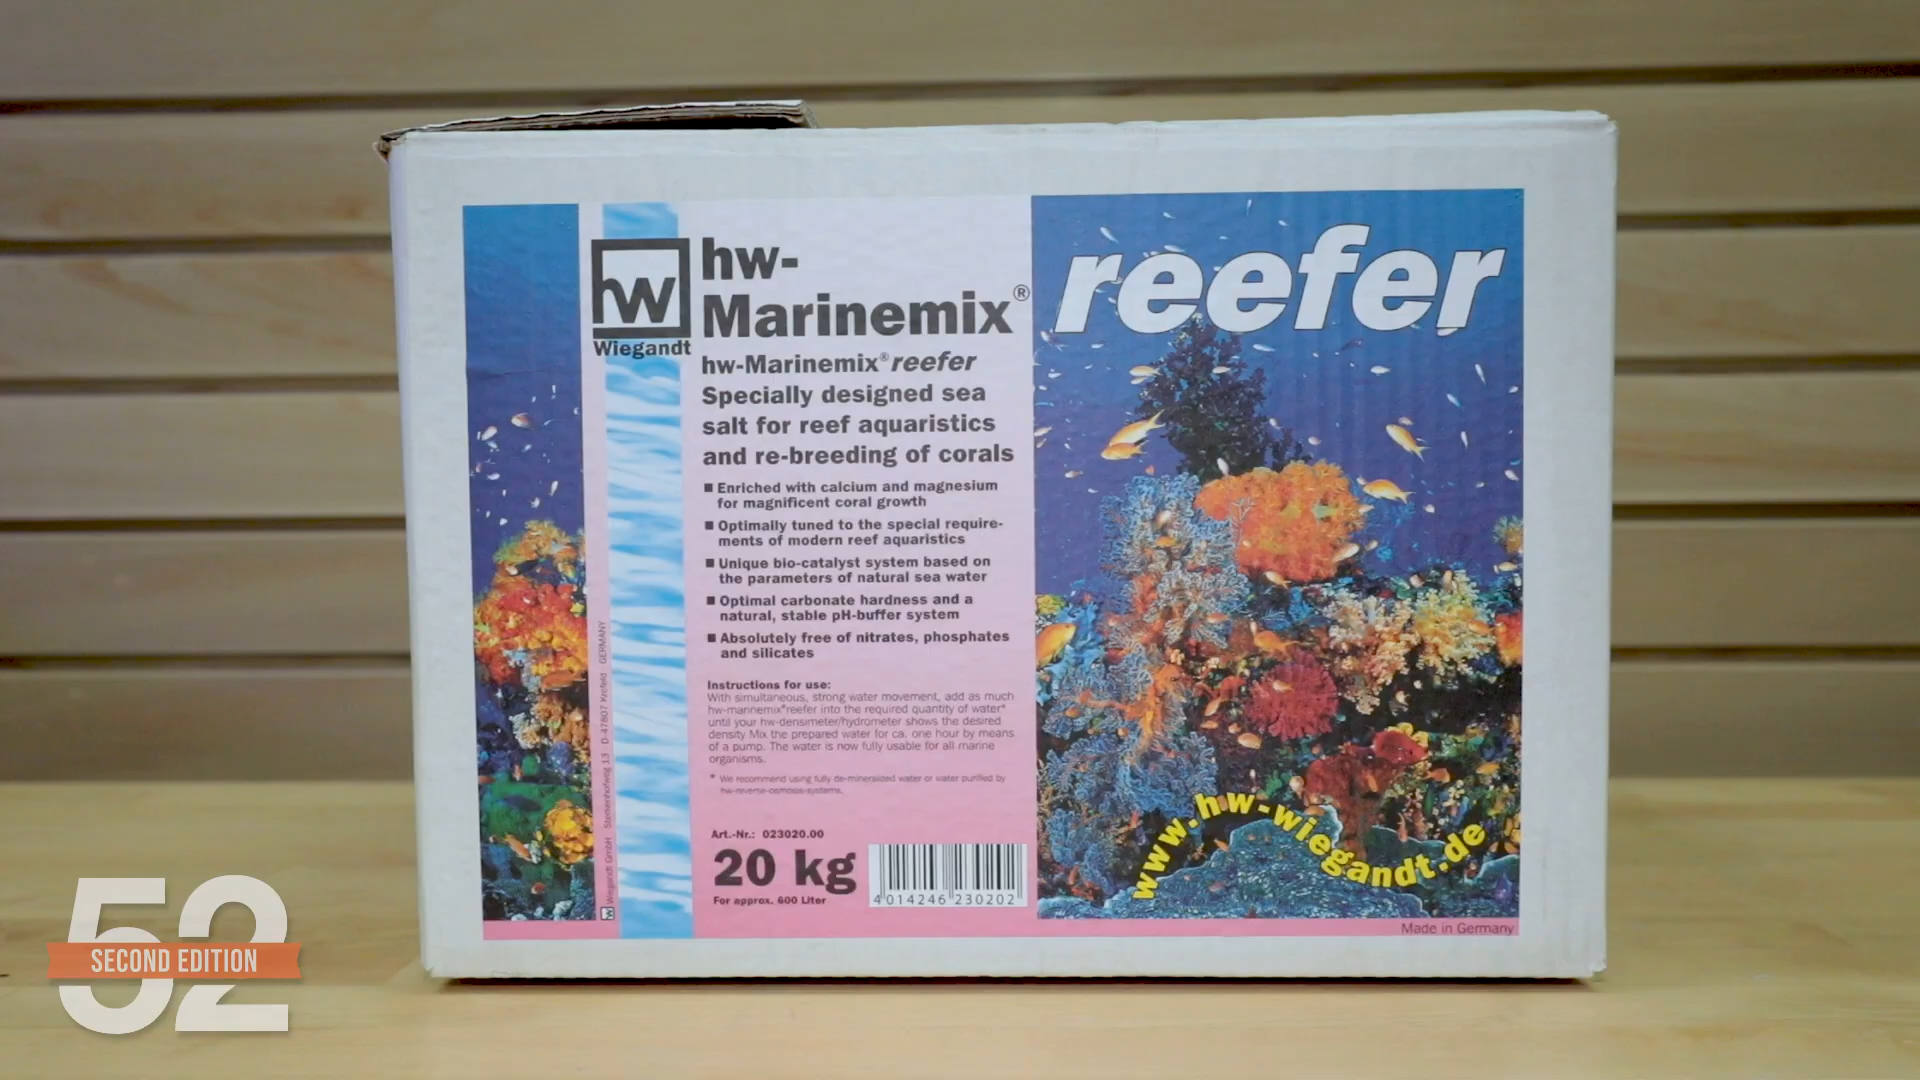 hw
Wiegandt
hw-
Marinemix®
hw-Marinemix® reefer
Specially designed sea
salt for reef aquaristics
and re-breeding of corals
■ Enriched with calcium and magnesium
for magnificent coral growth
■ Optimally tuned to the special require-
ments of modern reef aquaristics
■ Unique bio-catalyst system based on
the parameters of natural sea water
■ Optimal carbonate hardness and a
natural, stable pH-buffer system
■ Absolutely free of nitrates, phosphates
and silicates
Instructions for use:
With simultaneous, strong water movement, add as much
hw-marinemix®reefer into the required quantity of water*
until your hw-densimeter/hydrometer shows the desired
density Mix the prepared water for ca. one hour by means
of a pump. The water is now fully usable for all marine
organisms.
* We recommend using fully de-mineralized water or water purified by
hw-reverse-osmosis-systems.
Art.-Nr.: 023020.00
20 kg
For approx. 600 Liter
4 014246 230202
reefer
www.hw-wiegandt.de
Made in Germany
hw Wiegandt GmbH D-47807 Krefeld GERMANY
52
SECOND EDITION